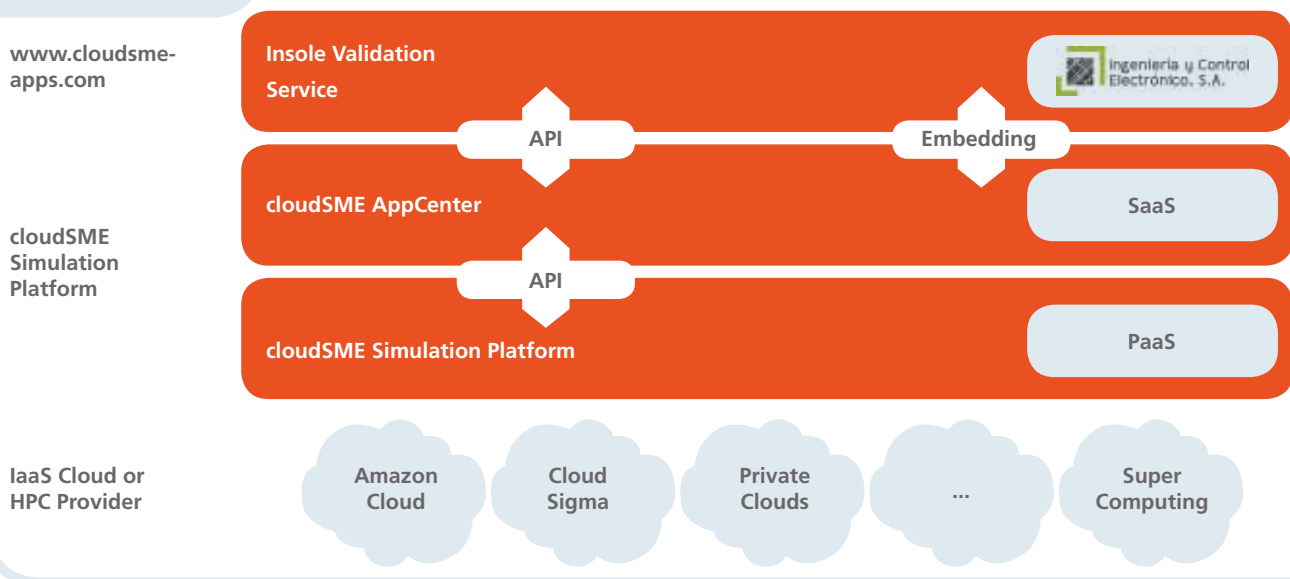 www.cloudsme-
apps.com
Insole Validation
Service
Ingeniería y Control
Electrónico, S.A.
API
Embedding
cloudSME AppCenter
SaaS
cloudSME
Simulation
Platform
API
cloudSME Simulation Platform
PaaS
IaaS Cloud or
HPC Provider
Amazon
Cloud
Cloud
Sigma
Private
Clouds
...
Super
Computing